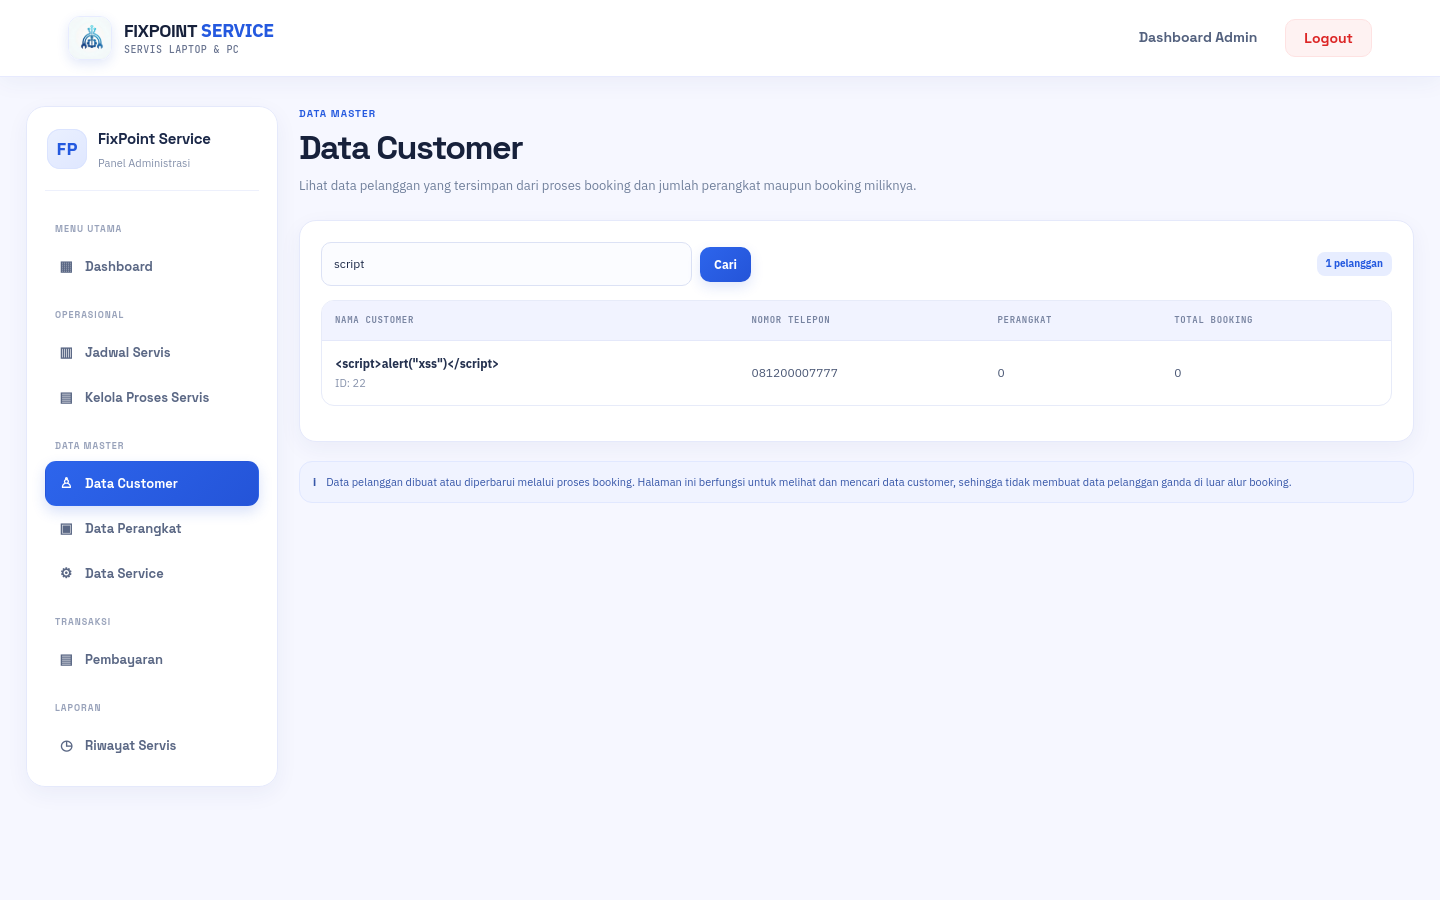 FIXPOINT SERVICE
SERVIS LAPTOP & PC
Dashboard Admin
Logout
FP
FixPoint Service
Panel Administrasi
MENU UTAMA
Dashboard
OPERASIONAL
Jadwal Servis
Kelola Proses Servis
DATA MASTER
Data Customer
Data Perangkat
Data Service
TRANSAKSI
Pembayaran
LAPORAN
Riwayat Servis
DATA MASTER
Data Customer
Lihat data pelanggan yang tersimpan dari proses booking dan jumlah perangkat maupun booking miliknya.
script
Cari
1 pelanggan
NAMA CUSTOMER NOMOR TELEPON PERANGKAT TOTAL BOOKING
<script>alert("xss")</script> 081200007777 0 0
ID: 22
i Data pelanggan dibuat atau diperbarui melalui proses booking. Halaman ini berfungsi untuk melihat dan mencari data customer, sehingga tidak membuat data pelanggan ganda di luar alur booking.